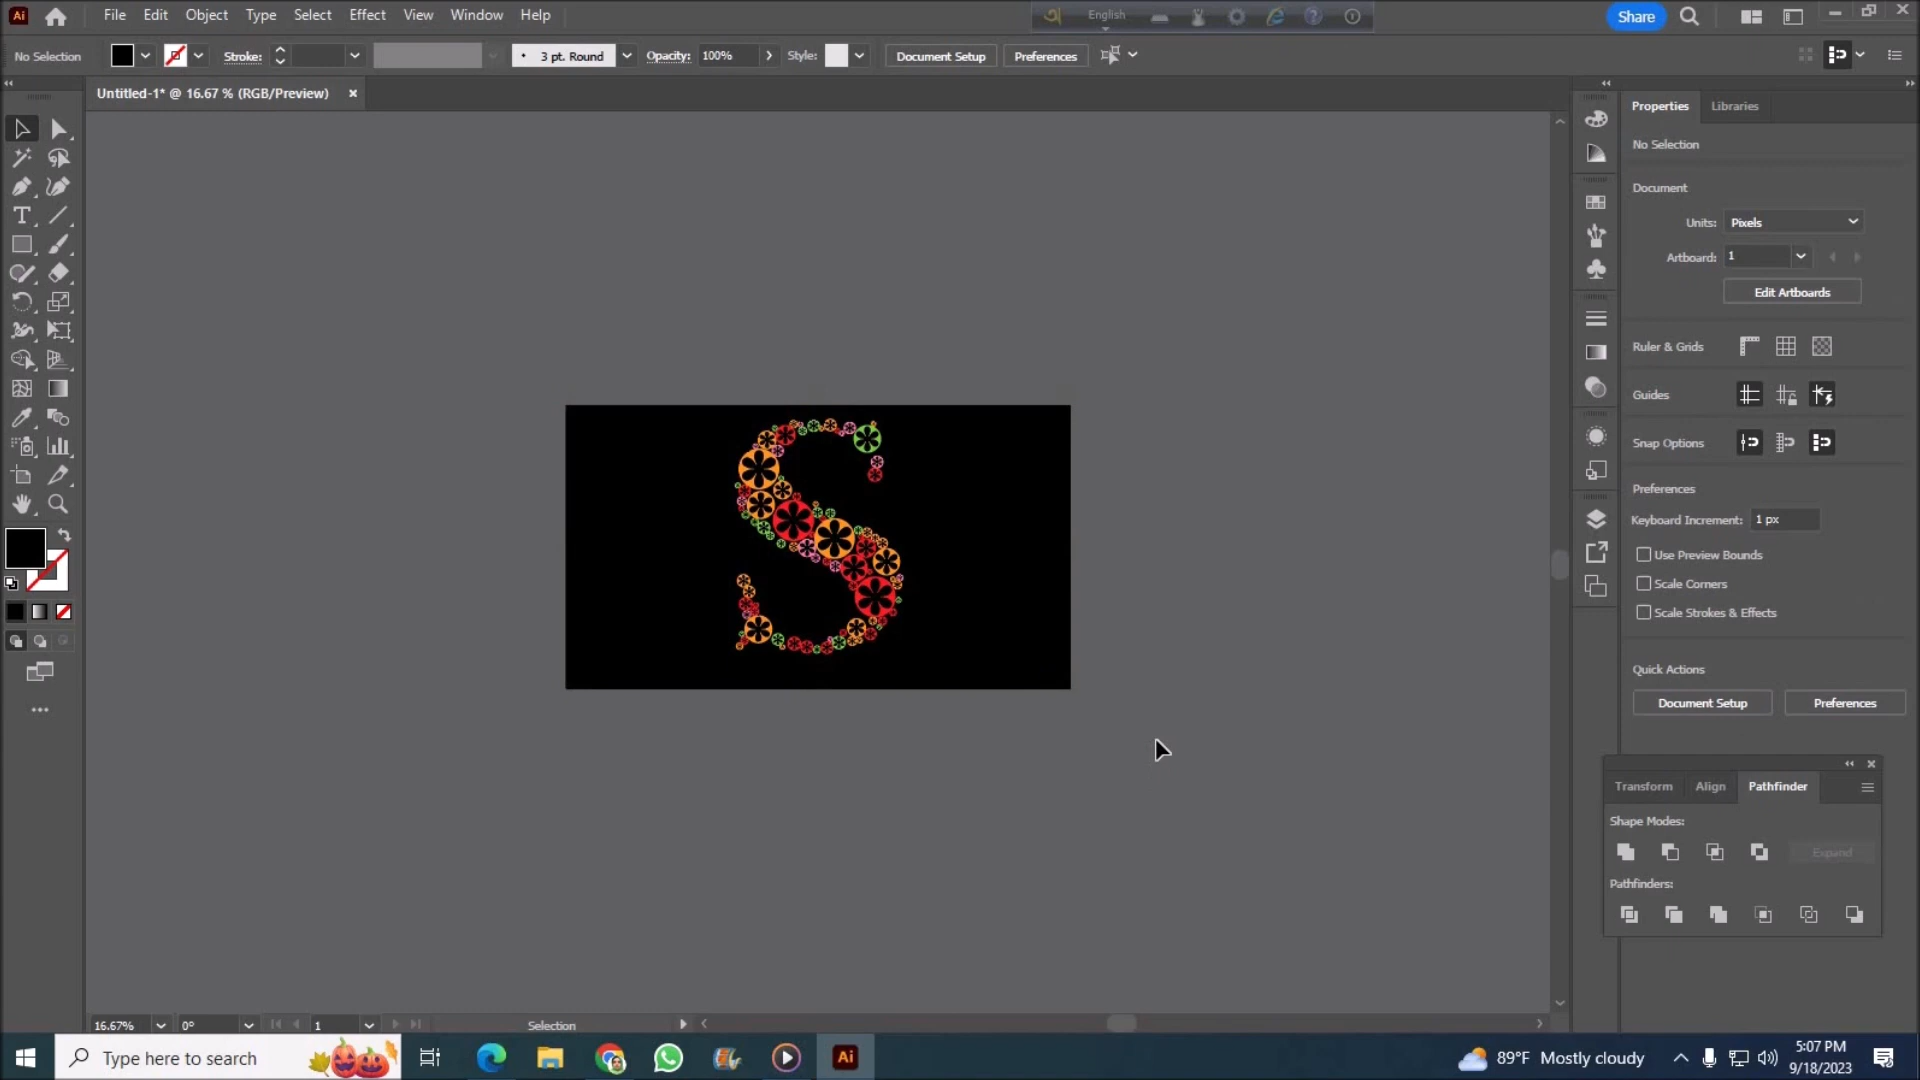 Ai File Edit Object Type Select Effect View Window Help English Share
No Selection Stroke: 3 pt. Round Opacity: 100% Style: Document Setup Preferences
Untitled-1* @ 16.67 % (RGB/Preview)
Properties Libraries
No Selection
Document
Units: Pixels
Artboard: 1
Edit Artboards
Ruler & Grids
Guides
Snap Options
Preferences
Keyboard Increment: 1 px
Use Preview Bounds
Scale Corners
Scale Strokes & Effects
Quick Actions
Document Setup Preferences
Transform Align Pathfinder
Shape Modes:
Expand
Pathfinders:
S
16.67% 0° 1 Selection
Type here to search Ai 89°F Mostly cloudy 5:07 PM
9/18/2023